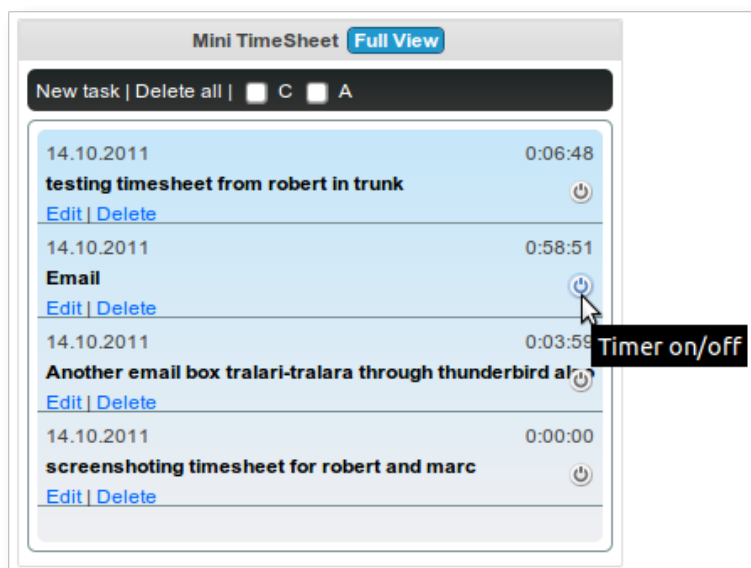 Mini TimeSheet Full View
New task | Delete all | C A
14.10.2011 0:06:48
testing timesheet from robert in trunk
Edit | Delete
14.10.2011 0:58:51
Email
Edit | Delete
14.10.2011 0:03:59
Timer on/off
Another email box tralari-tralara through thunderbird also
Edit | Delete
14.10.2011 0:00:00
screenshoting timesheet for robert and marc
Edit | Delete